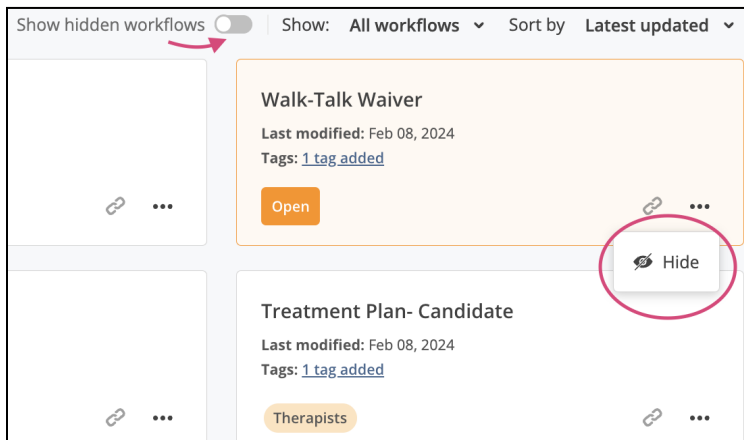 Show hidden workflows Show: All workflows Sort by Latest updated
Walk-Talk Waiver
Last modified: Feb 08, 2024
Tags: 1 tag added
Open
Hide
Treatment Plan- Candidate
Last modified: Feb 08, 2024
Tags: 1 tag added
Therapists